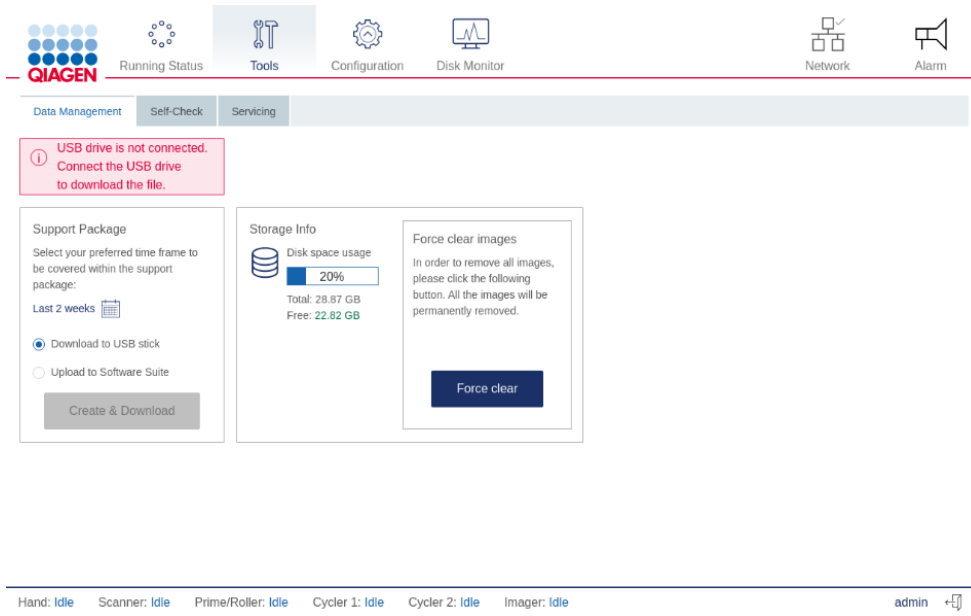 QIAGEN
Running Status
Tools
Configuration
Disk Monitor
Network
Alarm
Data Management
Self-Check
Servicing
USB drive is not connected.
Connect the USB drive
to download the file.
Support Package
Select your preferred time frame to
be covered within the support
package:
Last 2 weeks
Download to USB stick
Upload to Software Suite
Create & Download
Storage Info
Disk space usage
20%
Total: 28.87 GB
Free: 22.82 GB
Force clear images
In order to remove all images,
please click the following
button. All the images will be
permanently removed.
Force clear
Hand: Idle
Scanner: Idle
Prime/Roller: Idle
Cycler 1: Idle
Cycler 2: Idle
Imager: Idle
admin